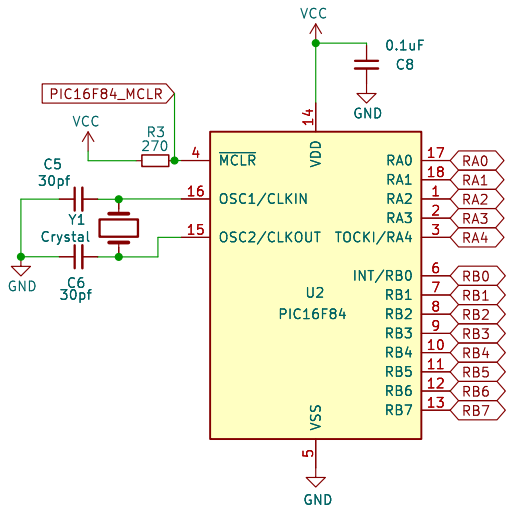 VCC
0.1uF
C8
GND
PIC16F84_MCLR
VCC
R3
270
4
MCLR
14
VDD
C5
30pf
16
OSC1/CLKIN
Y1
Crystal
15
OSC2/CLKOUT
GND
C6
30pf
RA0 17 RA0
RA1 18 RA1
RA2 1 RA2
RA3 2 RA3
TOCKI/RA4 3 RA4
INT/RB0 6 RB0
RB1 7 RB1
RB2 8 RB2
RB3 9 RB3
RB4 10 RB4
RB5 11 RB5
RB6 12 RB6
RB7 13 RB7
U2
PIC16F84
VSS
5
GND